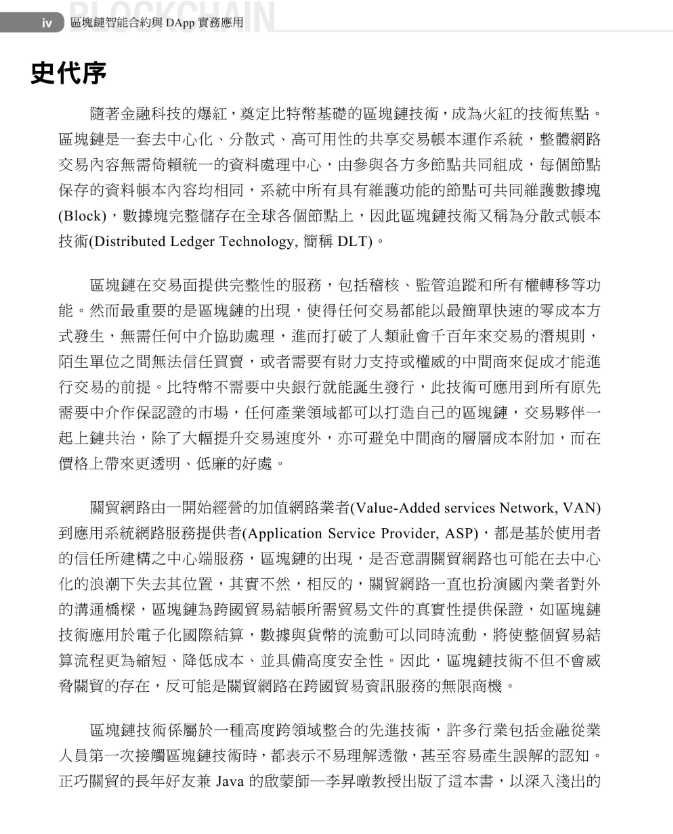 BLOCKCHAIN
iv 區塊鏈智能合約與 DApp 實務應用
史代序
隨著金融科技的爆紅，奠定比特幣基礎的區塊鏈技術，成為火紅的技術焦點。
區塊鏈是一套去中心化、分散式、高可用性的共享交易帳本運作系統，整體網路
交易內容無需倚賴統一的資料處理中心，由參與各方多節點共同組成，每個節點
保存的資料帳本內容均相同，系統中所有具有維護功能的節點可共同維護數據塊
(Block)，數據塊完整儲存在全球各個節點上，因此區塊鏈技術又稱為分散式帳本
技術(Distributed Ledger Technology, 簡稱 DLT)。
區塊鏈在交易面提供完整性的服務，包括稽核、監管追蹤和所有權轉移等功
能。然而最重要的是區塊鏈的出現，使得任何交易都能以最簡單快速的零成本方
式發生，無需任何中介協助處理，進而打破了人類社會千百年來交易的潛規則，
陌生單位之間無法信任買賣，或者需要有財力支持或權威的中間商來促成才能進
行交易的前提。比特幣不需要中央銀行就能誕生發行，此技術可應用到所有原先
需要中介作保認證的市場，任何產業領域都可以打造自己的區塊鏈，交易夥伴一
起上鏈共治，除了大幅提升交易速度外，亦可避免中間商的層層成本附加，而在
價格上帶來更透明、低廉的好處。
關貿網路由一開始經營的加值網路業者(Value-Added services Network, VAN)
到應用系統網路服務提供者(Application Service Provider, ASP)，都是基於使用者
的信任所建構之中心端服務，區塊鏈的出現，是否意謂關貿網路也可能在去中心
化的浪潮下失去其位置，其實不然，相反的，關貿網路一直也扮演國內業者對外
的溝通橋樑，區塊鏈為跨國貿易結帳所需貿易文件的真實性提供保證，如區塊鏈
技術應用於電子化國際結算，數據與貨幣的流動可以同時流動，將使整個貿易結
算流程更為縮短、降低成本、並具備高度安全性。因此，區塊鏈技術不但不會威
脅關貿的存在，反可能是關貿網路在跨國貿易資訊服務的無限商機。
區塊鏈技術係屬於一種高度跨領域整合的先進技術，許多行業包括金融從業
人員第一次接觸區塊鏈技術時，都表示不易理解透徹，甚至容易產生誤解的認知。
正巧關貿的長年好友兼 Java 的啟蒙師—李昇暾教授出版了這本書，以深入淺出的